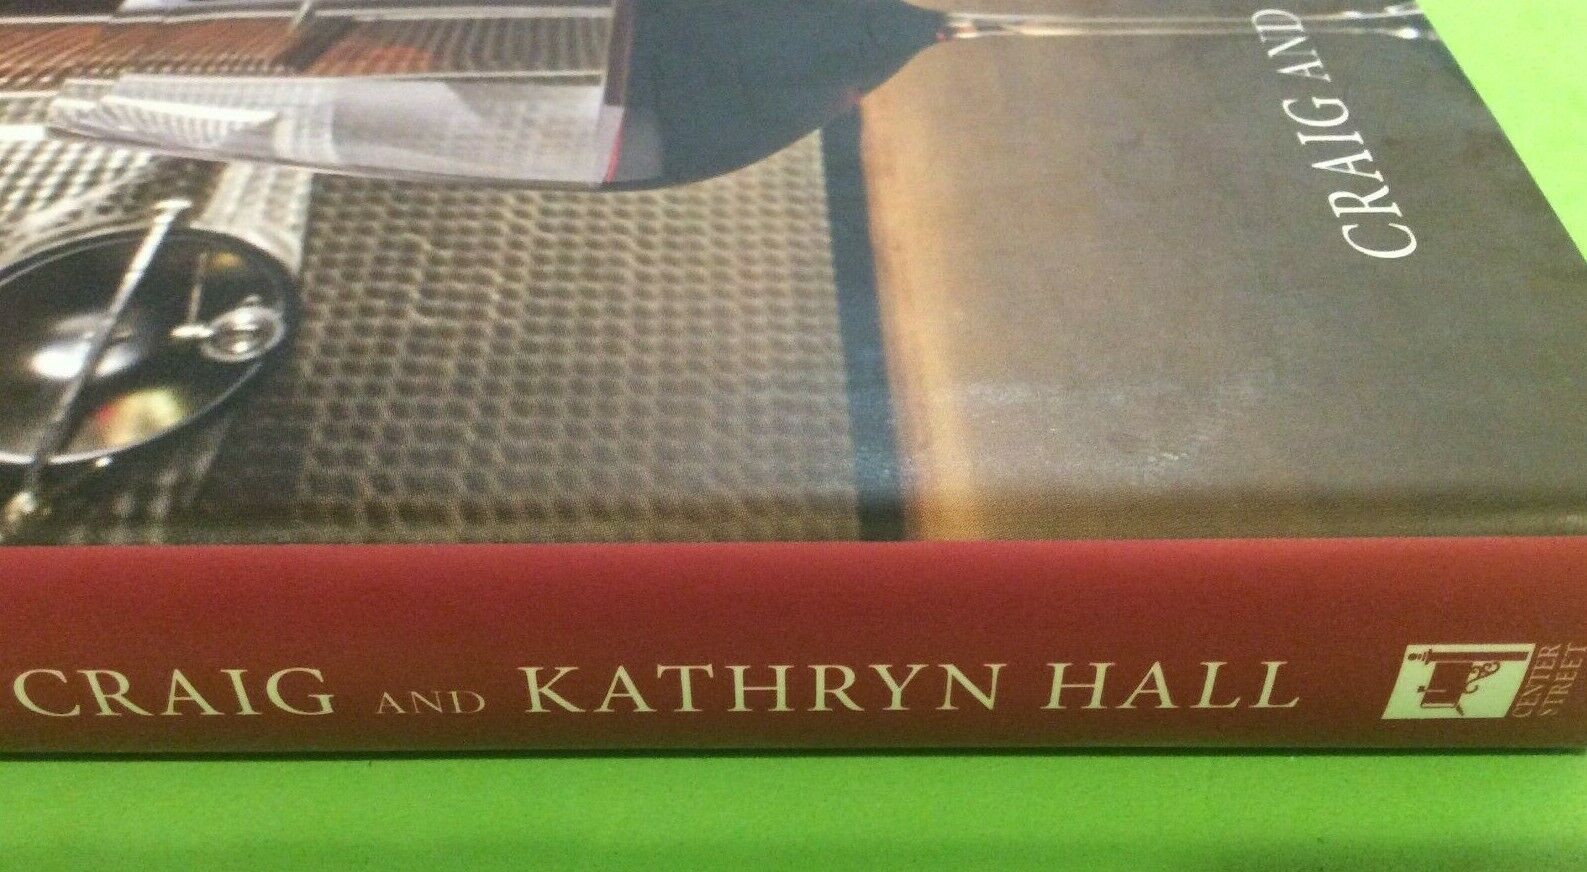 CRAIG AND
CRAIG AND KATHRYN HALL
CENTER
STREET